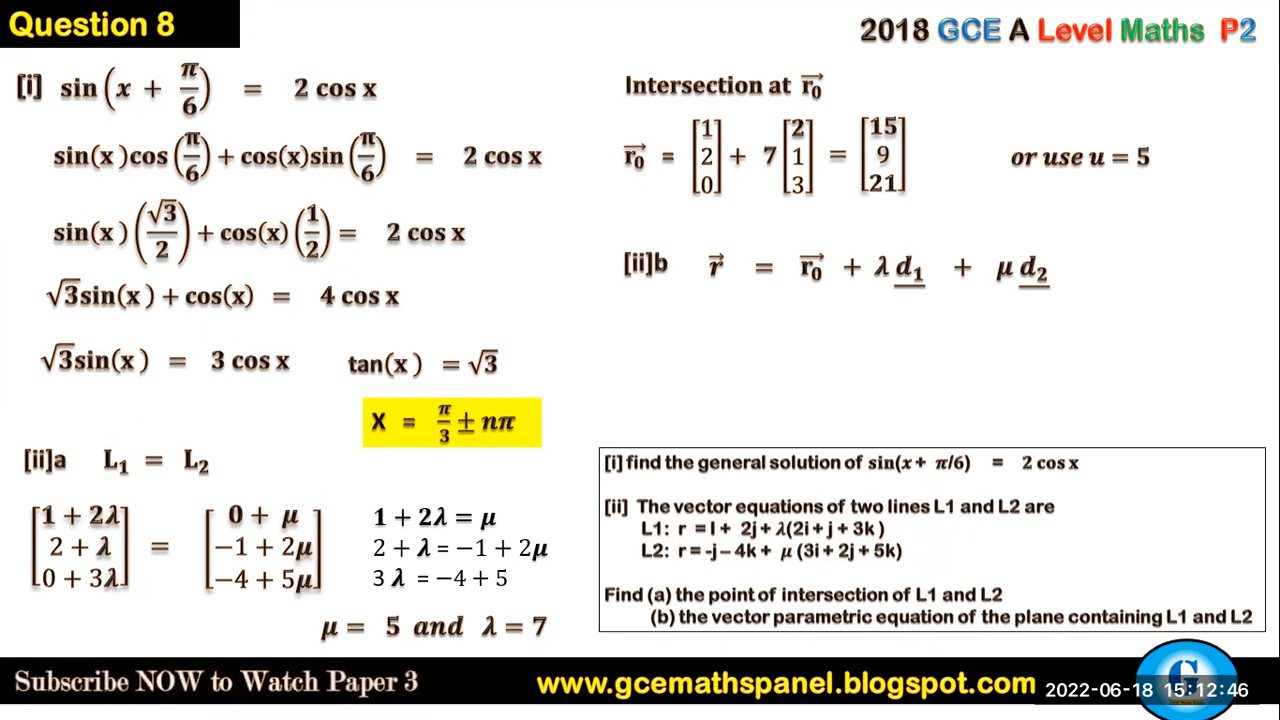 Question 8
2018 GCE A Level Maths P2
[i] sin(x + π/6) = 2 cos x
sin(x)cos(π/6) + cos(x)sin(π/6) = 2 cos x
sin(x)(√3/2) + cos(x)(1/2) = 2 cos x
√3sin(x) + cos(x) = 4 cos x
√3sin(x) = 3 cos x tan(x) = √3
X = π/3 ± nπ
[ii]a L₁ = L₂
[1 + 2λ] [0 + μ]
[2 + λ] = [−1 + 2μ]
[0 + 3λ] [−4 + 5μ]
1 + 2λ = μ
2 + λ = −1 + 2μ
3 λ = −4 + 5
μ = 5 and λ = 7
Intersection at r₀⃗
r₀⃗ = [1 2 0] + 7 [2 1 3] = [15 9 21] or use u = 5
[ii]b r⃗ = r₀⃗ + λ d₁ + μ d₂
[i] find the general solution of sin(x + π/6) = 2 cos x
[ii] The vector equations of two lines L1 and L2 are
L1: r = I + 2j + λ(2i + j + 3k )
L2: r = -j – 4k + μ (3i + 2j + 5k)
Find (a) the point of intersection of L1 and L2
(b) the vector parametric equation of the plane containing L1 and L2
Subscribe NOW to Watch Paper 3
www.gcemathspanel.blogspot.com
G
2022-06-18 15:12:46